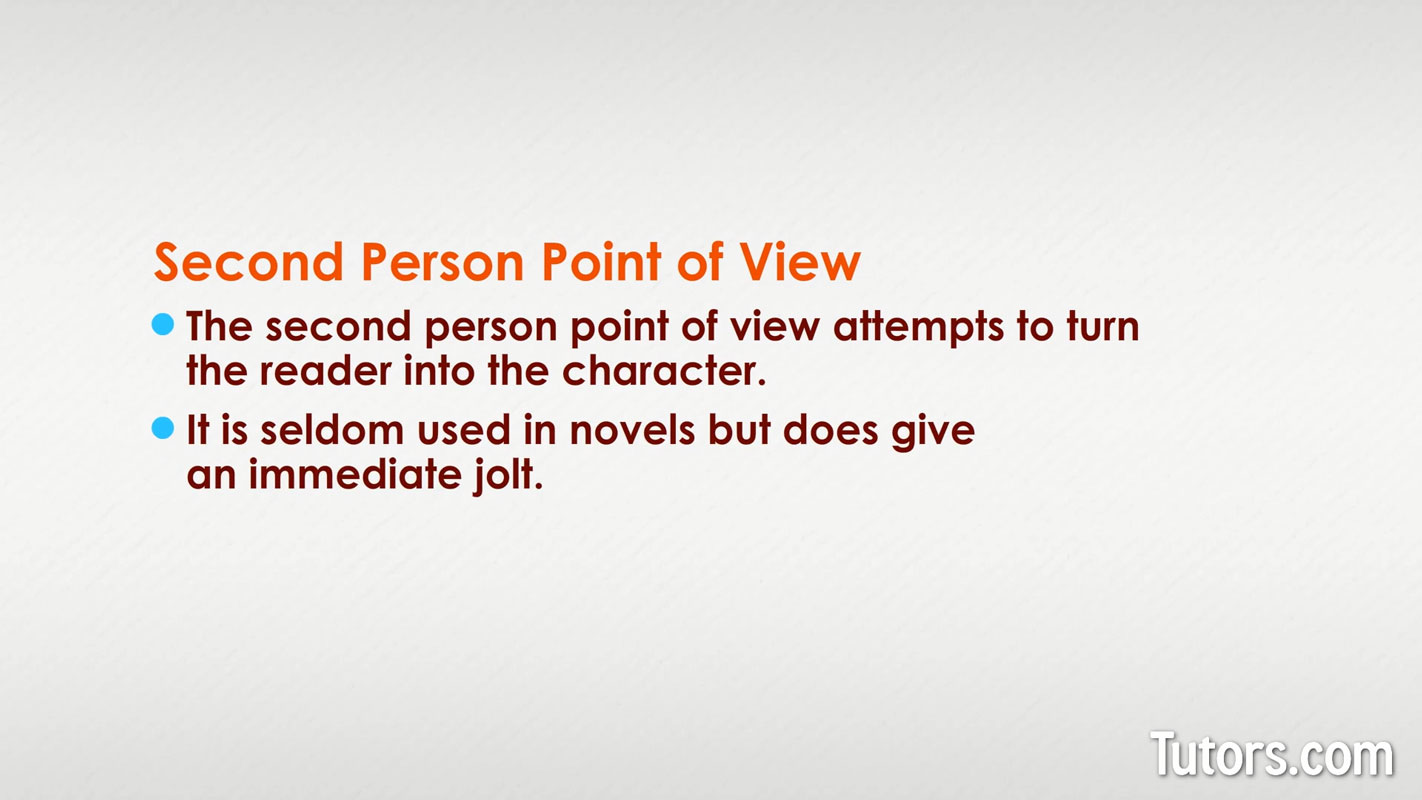 Second Person Point of View
The second person point of view attempts to turn
the reader into the character.
It is seldom used in novels but does give
an immediate jolt.
Tutors.com